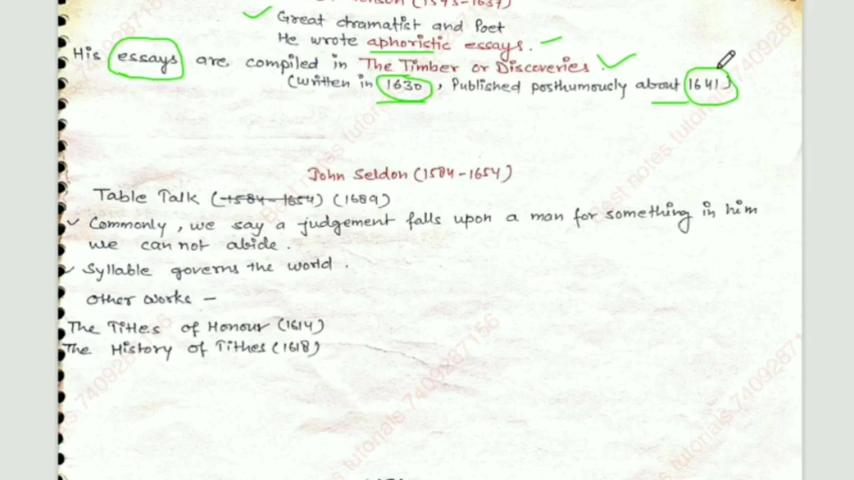 Great dramatist and Poet
He wrote aphoristic essays.
His essays are compiled in The Timber or Discoveries.
(written in 1630, Published posthumously about 1641)
John Seldon (1584-1654)
Table Talk (-1584-1654) (1689)
Commonly, we say a judgement falls upon a man for something in him
we can not abide.
Syllable governs the world.
Other works —
The Titles of Honour (1614)
The History of Tithes (1618)